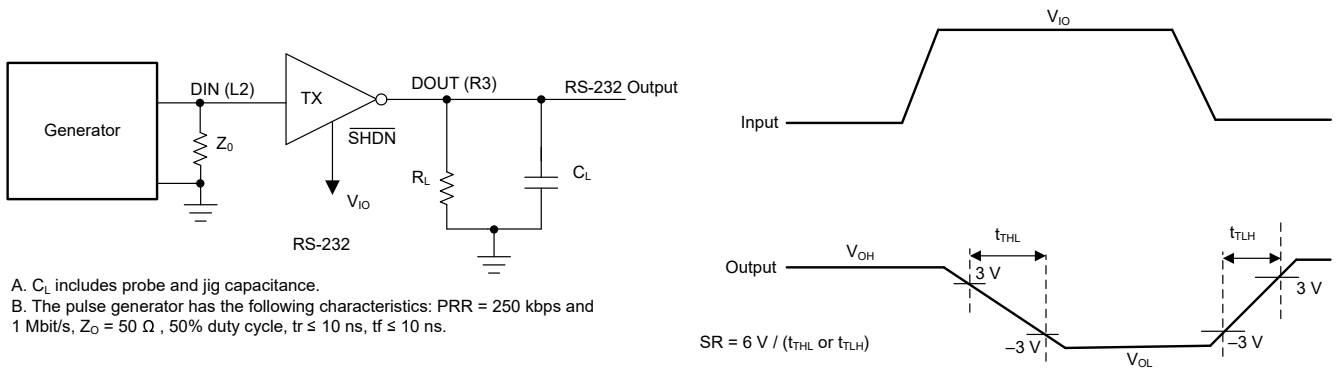 Generator
DIN (L2)
Z0
TX
SHDN
VIO
DOUT (R3)
RS-232 Output
RL
CL
RS-232
A. CL includes probe and jig capacitance.
B. The pulse generator has the following characteristics: PRR = 250 kbps and
1 Mbit/s, ZO = 50 Ω , 50% duty cycle, tr ≤ 10 ns, tf ≤ 10 ns.
VIO
Input
Output
VOH
tTHL
tTLH
3 V
3 V
–3 V
–3 V
VOL
SR = 6 V / (tTHL or tTLH)